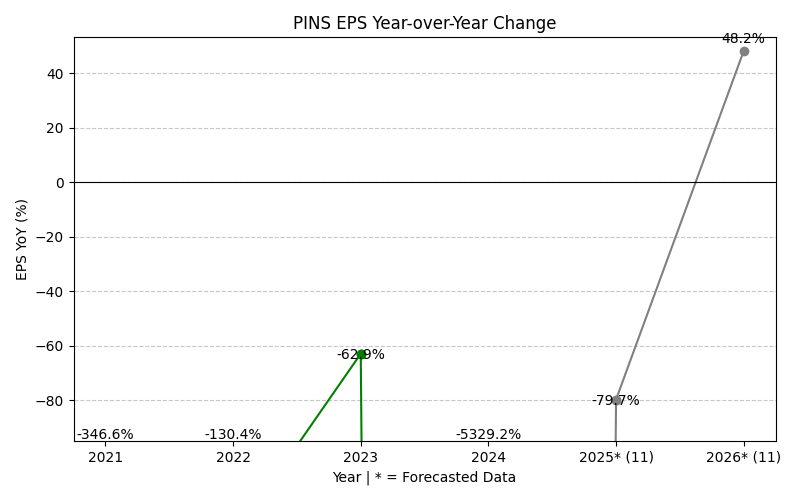 PINS EPS Year-over-Year Change
48.2%
40
20
0
EPS YoY (%)
−20
−40
−60
-62.9%
−80
-79.7%
-346.6% -130.4% -5329.2%
2021 2022 2023 2024 2025* (11) 2026* (11)
Year | * = Forecasted Data